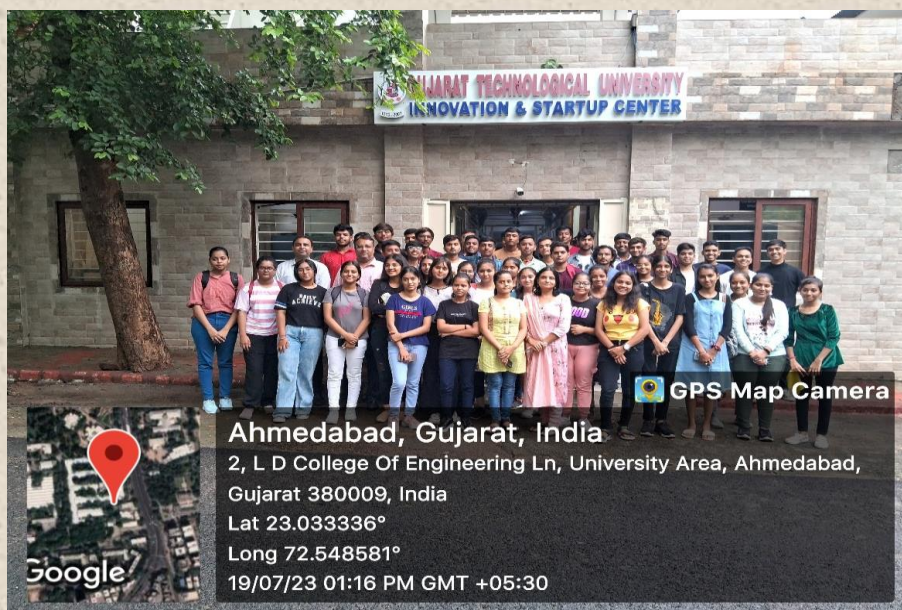 GUJARAT TECHNOLOGICAL UNIVERSITY
INNOVATION & STARTUP CENTER
GPS Map Camera
Ahmedabad, Gujarat, India
2, L D College Of Engineering Ln, University Area, Ahmedabad,
Gujarat 380009, India
Lat 23.033336°
Long 72.548581°
19/07/23 01:16 PM GMT +05:30
Google